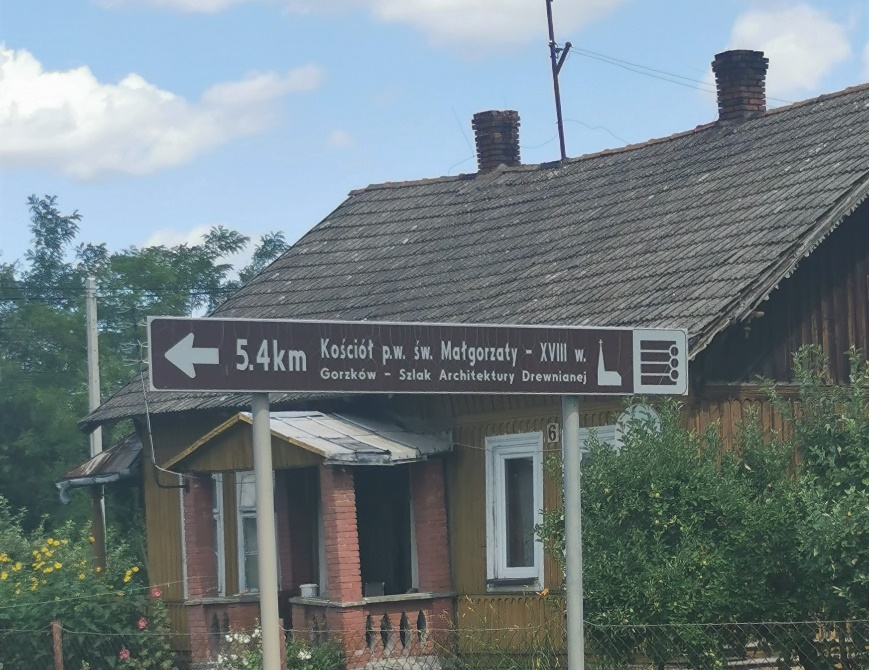 5.4km
Kościół p.w. św. Małgorzaty - XVIII w.
Gorzków - Szlak Architektury Drewnianej
6